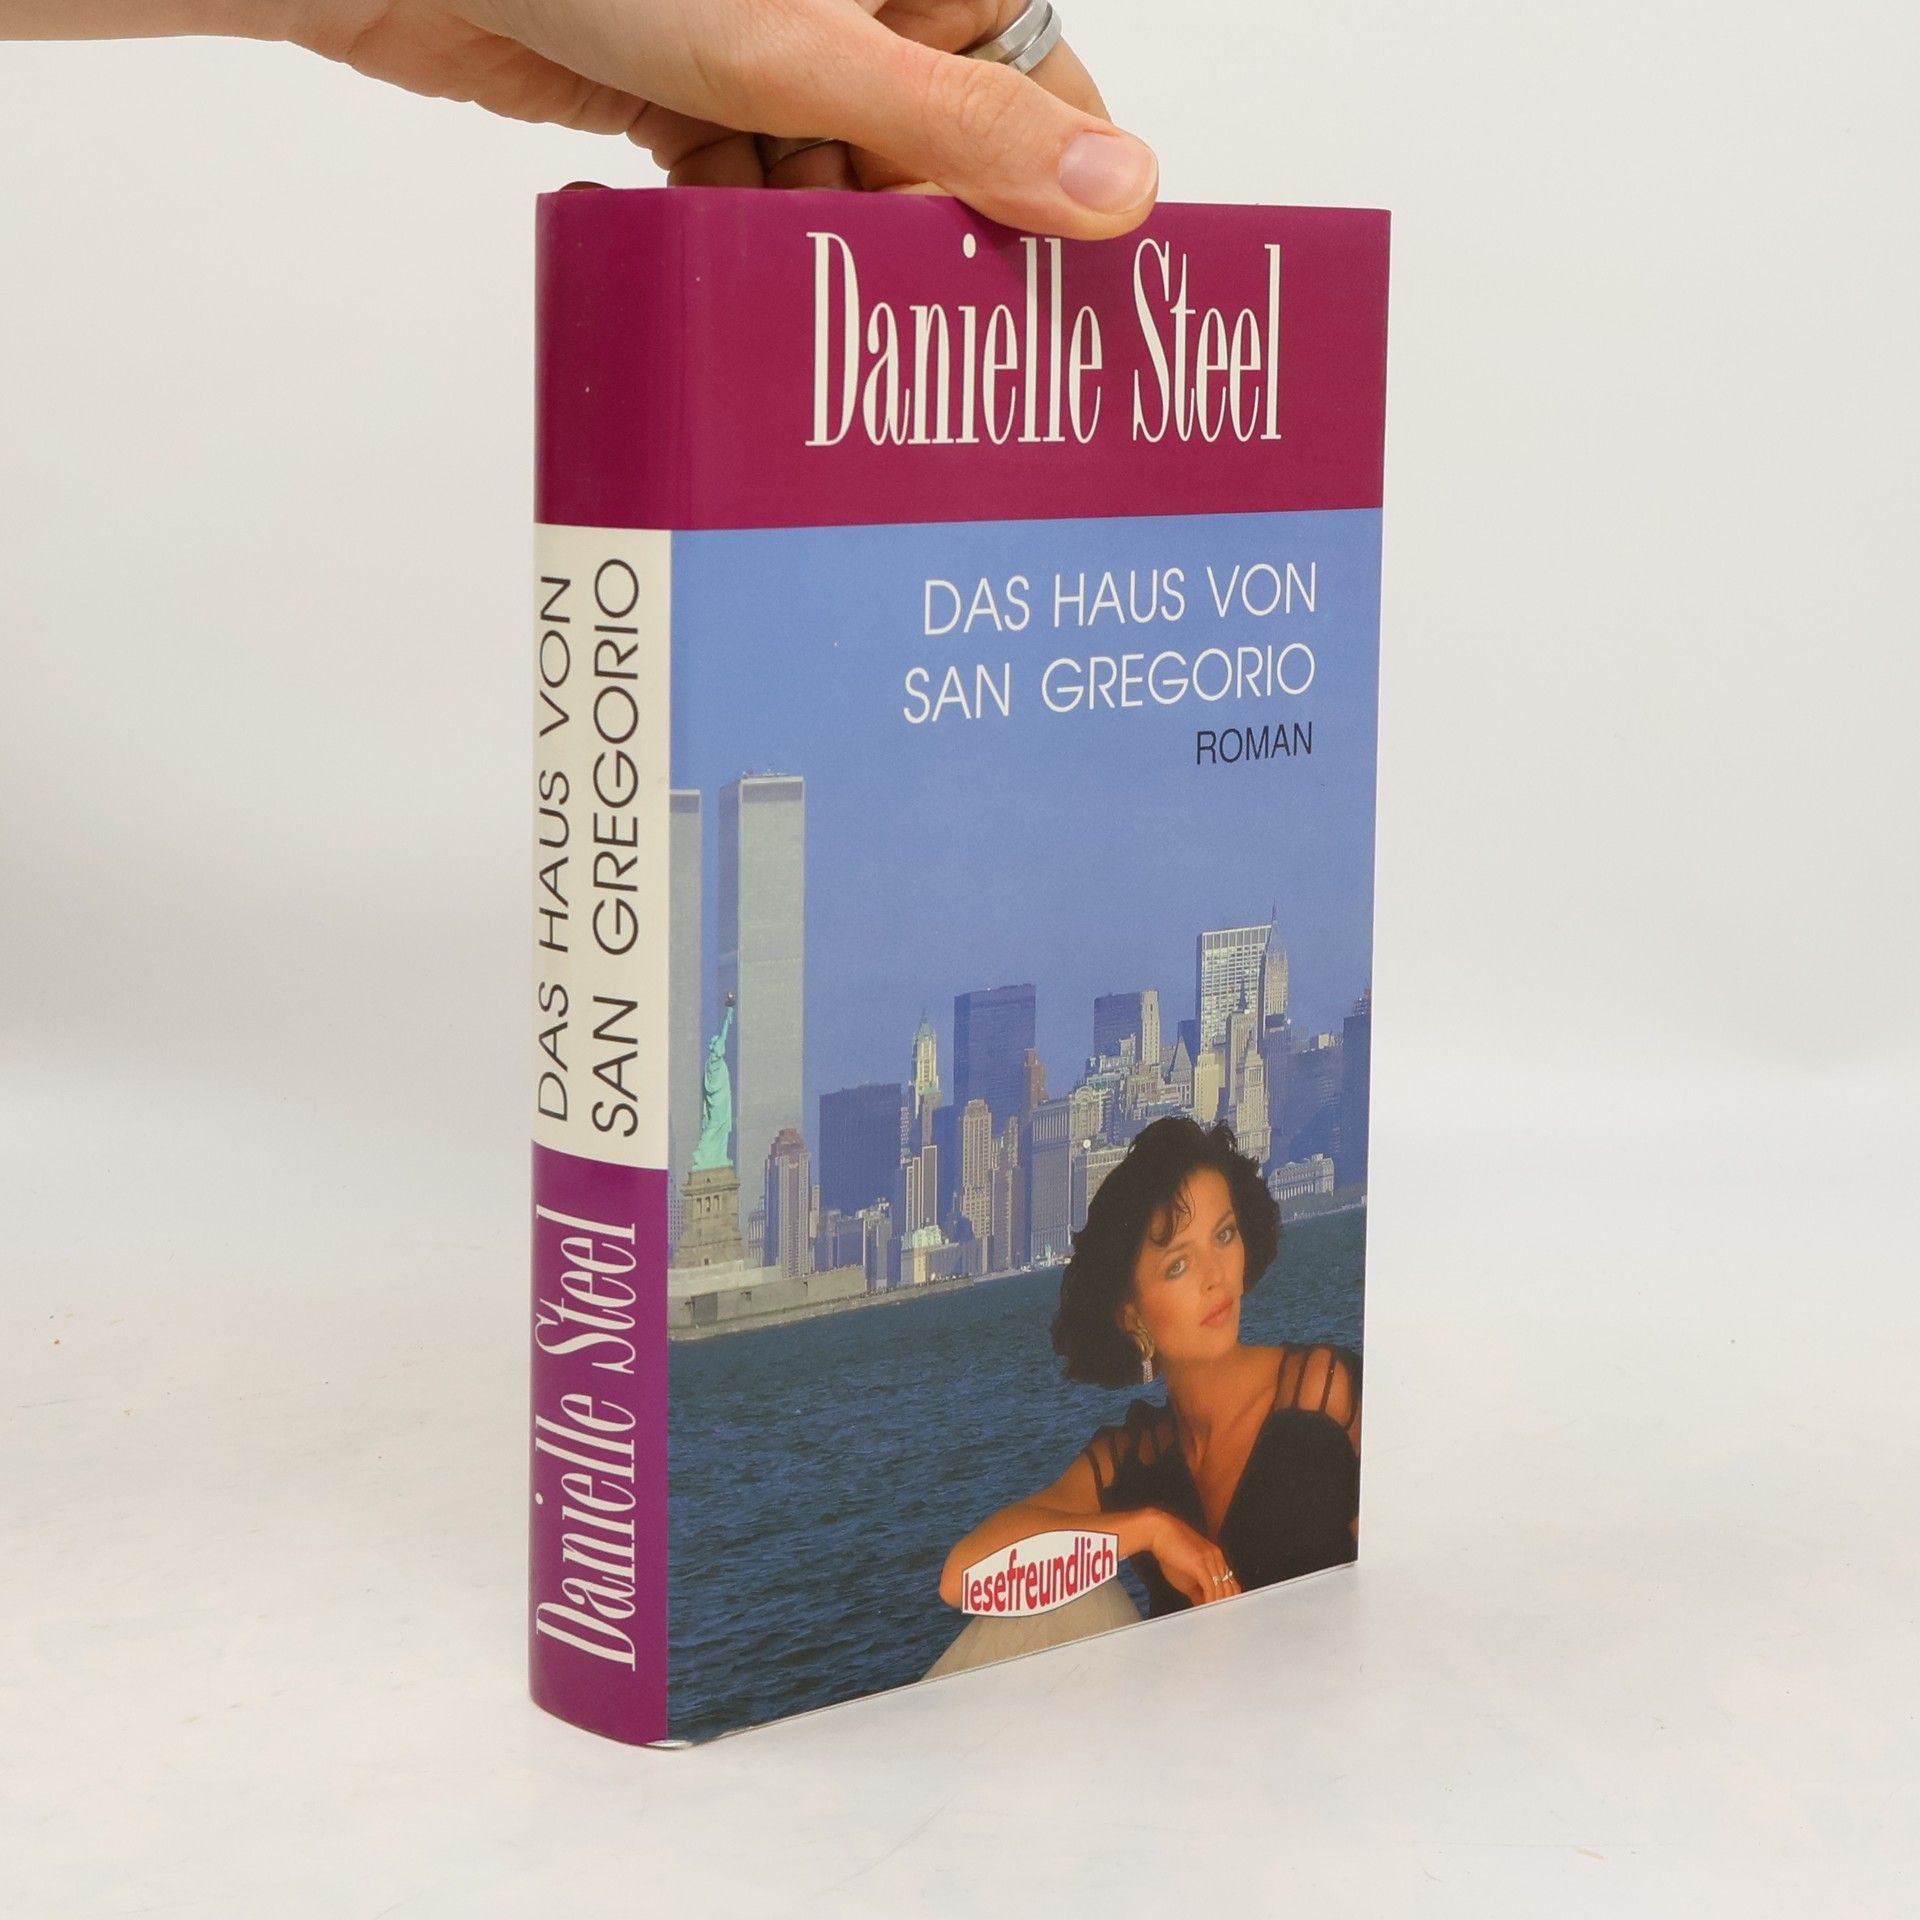 Danielle Steel
DAS HAUS VON
SAN GREGORIO
ROMAN
lesefreundlich
DAS HAUS VON
SAN GREGORIO
Danielle Steel